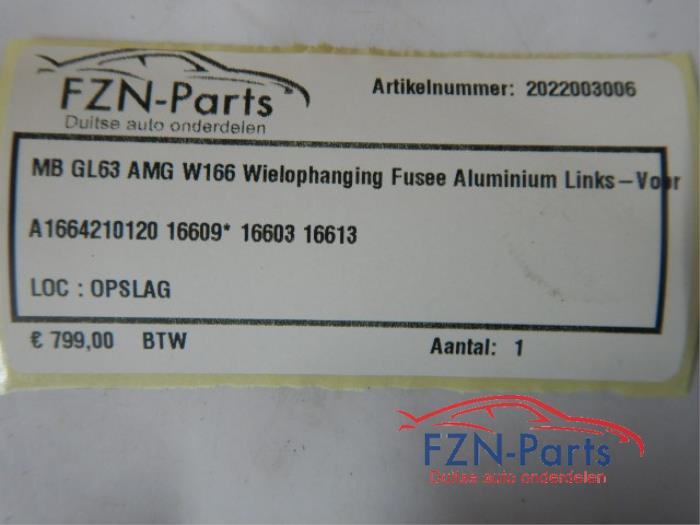 FZN-Parts
Duitse auto onderdelen
Artikelnummer: 2022003006
MB GL63 AMG W166 Wielophanging Fusee Aluminium Links-Voor
A1664210120 16609* 16603 16613
LOC : OPSLAG
€ 799,00 BTW
Aantal: 1
FZN-Parts
Duitse auto onderdelen